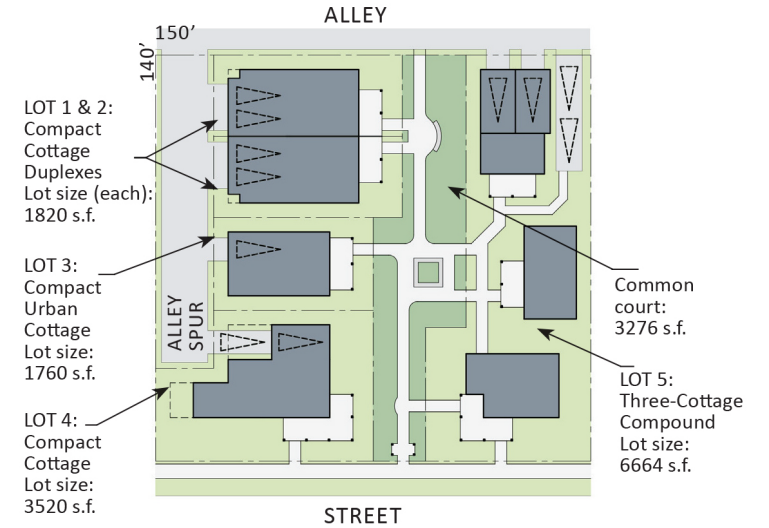 ALLEY
150’
140’
LOT 1 & 2:
Compact
Cottage
Duplexes
Lot size (each):
1820 s.f.
LOT 3:
Compact
Urban
Cottage
Lot size:
1760 s.f.
ALLEY
SPUR
LOT 4:
Compact
Cottage
Lot size:
3520 s.f.
Common
court:
3276 s.f.
LOT 5:
Three-Cottage
Compound
Lot size:
6664 s.f.
STREET